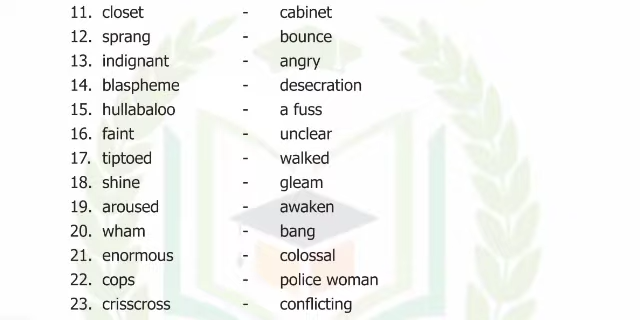 11. closet - cabinet
12. sprang - bounce
13. indignant - angry
14. blaspheme - desecration
15. hullabaloo - a fuss
16. faint - unclear
17. tiptoed - walked
18. shine - gleam
19. aroused - awaken
20. wham - bang
21. enormous - colossal
22. cops - police woman
23. crisscross - conflicting